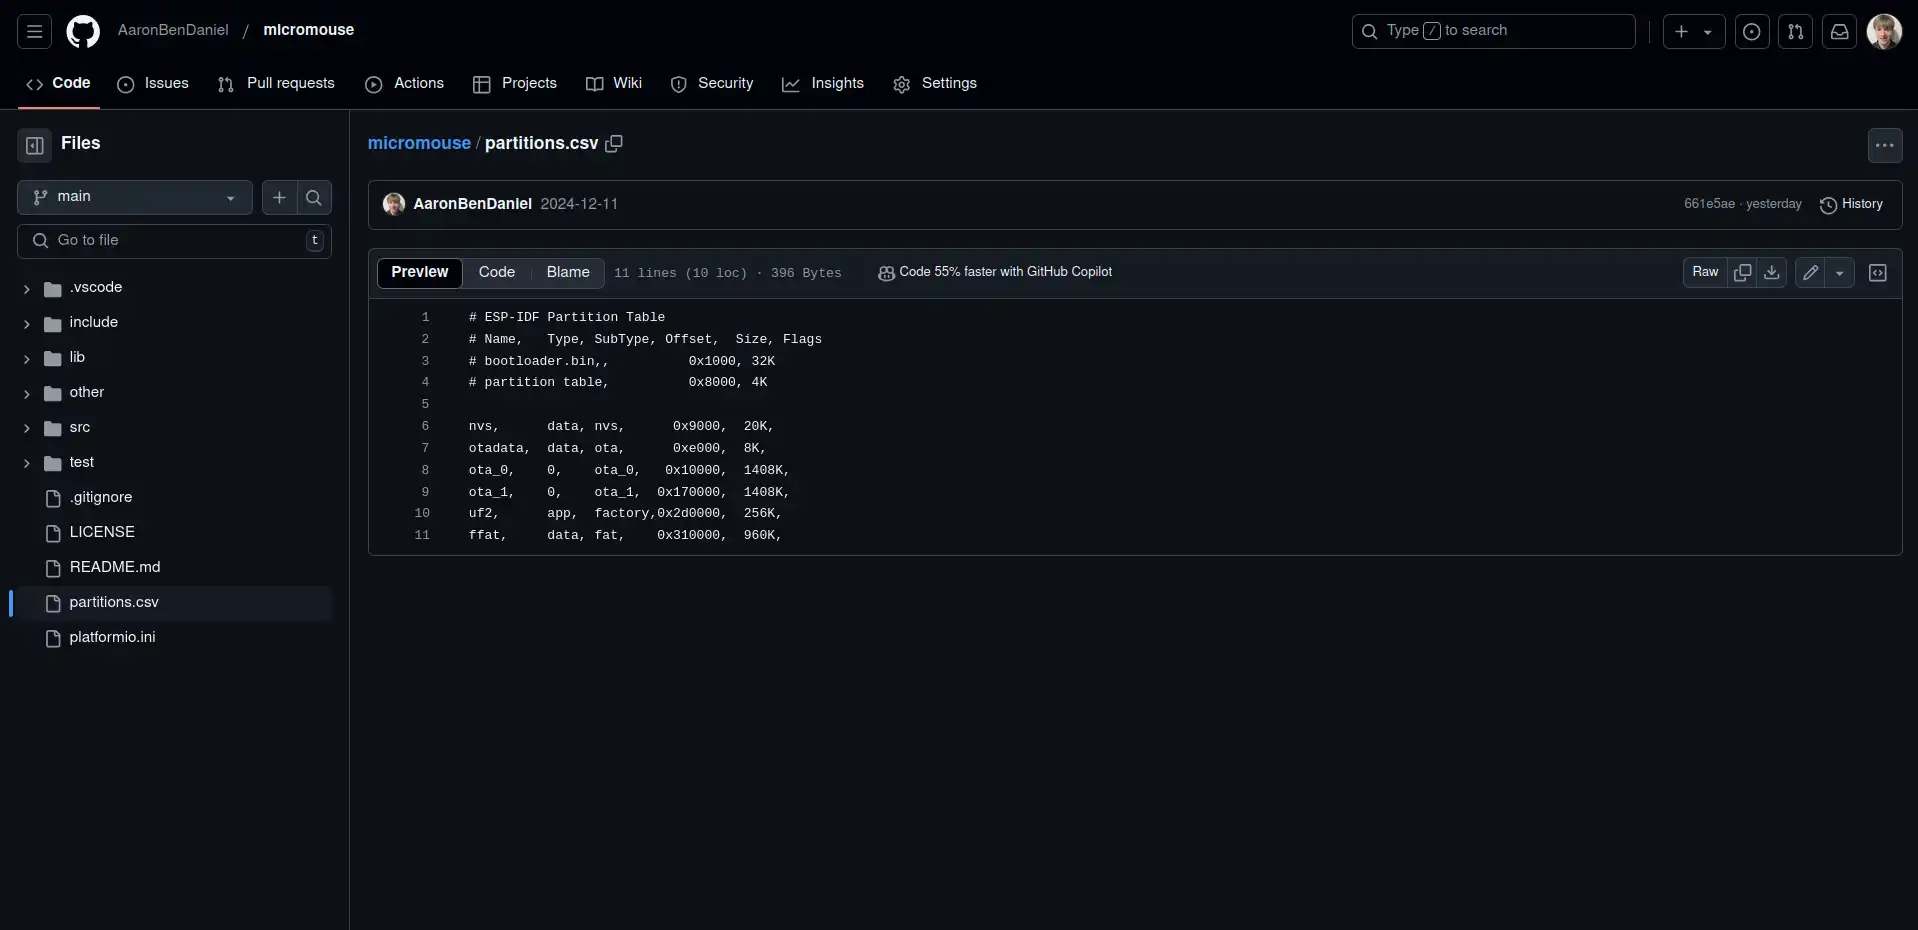 AaronBenDaniel / micromouse
Type / to search
Code Issues Pull requests Actions Projects Wiki Security Insights Settings
Files
main
Go to file t
.vscode
include
lib
other
src
test
.gitignore
LICENSE
README.md
partitions.csv
platformio.ini
micromouse / partitions.csv
AaronBenDaniel 2024-12-11 661e5ae · yesterday History
Preview Code Blame 11 lines (10 loc) · 396 Bytes Code 55% faster with GitHub Copilot Raw
1 # ESP-IDF Partition Table
2 # Name,   Type, SubType, Offset,  Size, Flags
3 # bootloader.bin,,          0x1000, 32K
4 # partition table,          0x8000, 4K
5
6 nvs,      data, nvs,      0x9000,  20K,
7 otadata,  data, ota,      0xe000,  8K,
8 ota_0,    0,    ota_0,   0x10000,  1408K,
9 ota_1,    0,    ota_1,  0x170000,  1408K,
10 uf2,      app,  factory,0x2d0000,  256K,
11 ffat,     data, fat,    0x310000,  960K,